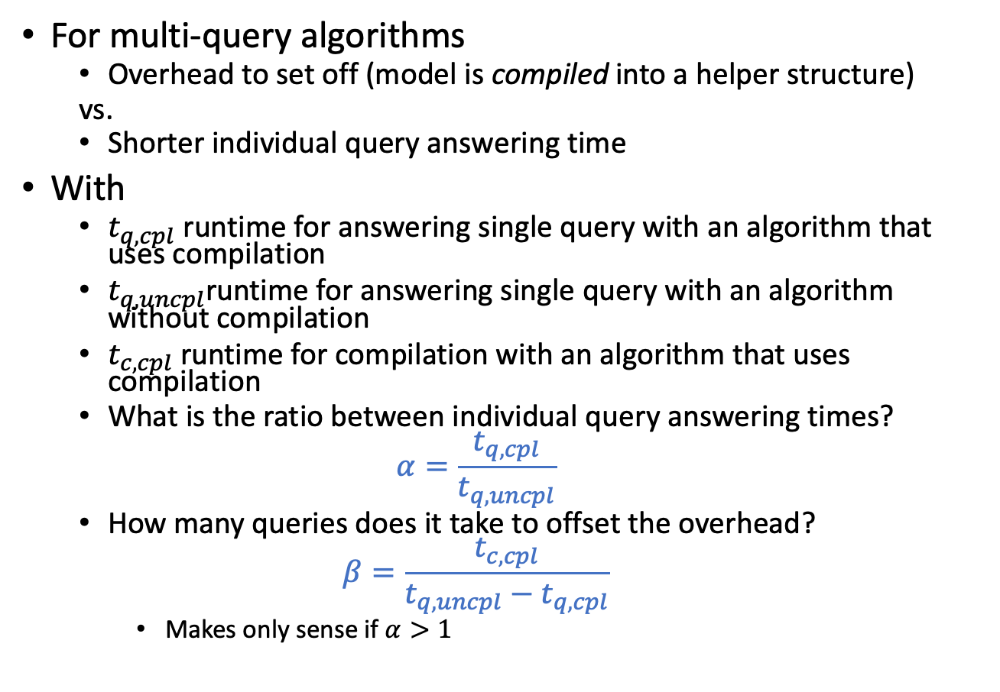 • For multi-query algorithms
• Overhead to set off (model is compiled into a helper structure)
vs.
• Shorter individual query answering time
• With
• t_{q,cpl} runtime for answering single query with an algorithm that
uses compilation
• t_{q,uncpl} runtime for answering single query with an algorithm
without compilation
• t_{c,cpl} runtime for compilation with an algorithm that uses
compilation
• What is the ratio between individual query answering times?
α = \frac{t_{q,cpl}}{t_{q,uncpl}}
• How many queries does it take to offset the overhead?
β = \frac{t_{c,cpl}}{t_{q,uncpl} − t_{q,cpl}}
• Makes only sense if α > 1